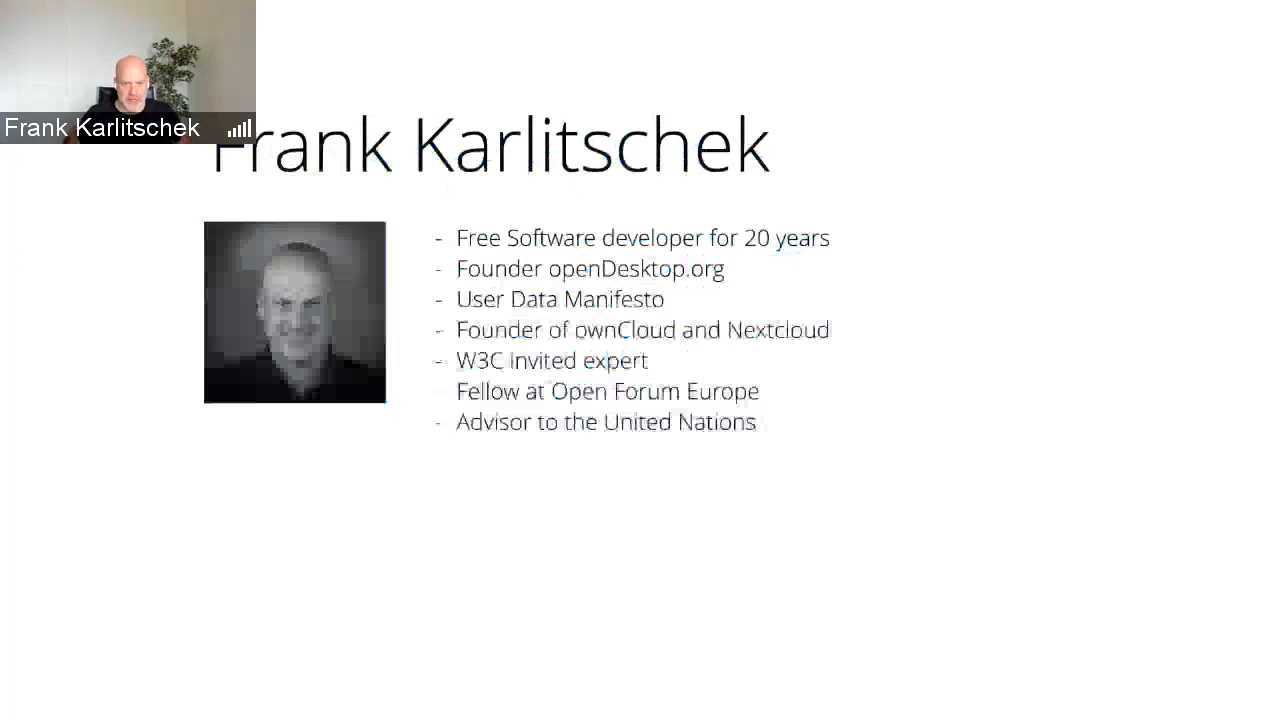 Frank Karlitschek
Frank Karlitschek
- Free Software developer for 20 years
- Founder openDesktop.org
- User Data Manifesto
- Founder of ownCloud and Nextcloud
- W3C invited expert
Fellow at Open Forum Europe
- Advisor to the United Nations